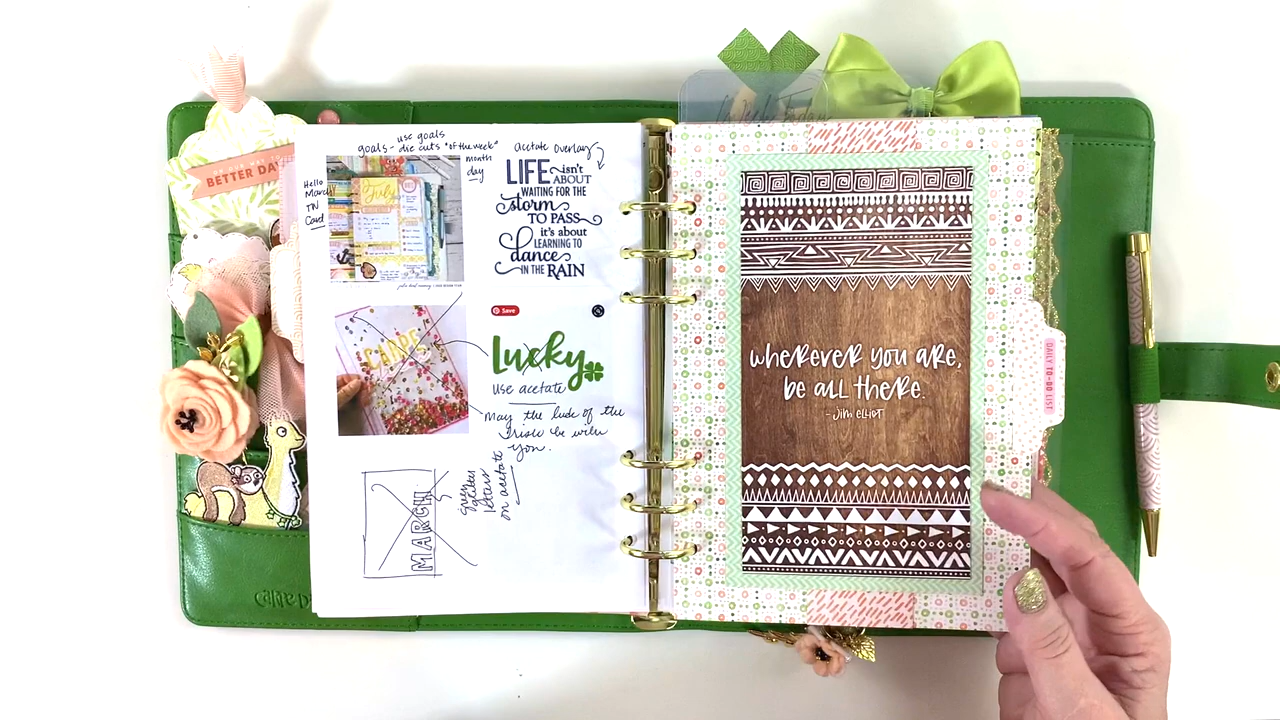 BETTER DAY
use goals
goals - die cuts "of the week"
month
day
Hello
March
TN
Card
July
acetate overlay
LIFE isn't
ABOUT
WAITING FOR THE
storm
TO PASS
it's about
LEARNING TO
dance
IN THE RAIN
CARPE
Save
Lucky
use acetate
May the luck of the
Irish be with
you.
MARCH
letters
on acetate
CARPE D
wherever you are,
be all there.
- Jim Elliot
DAILY TO-DO LIST